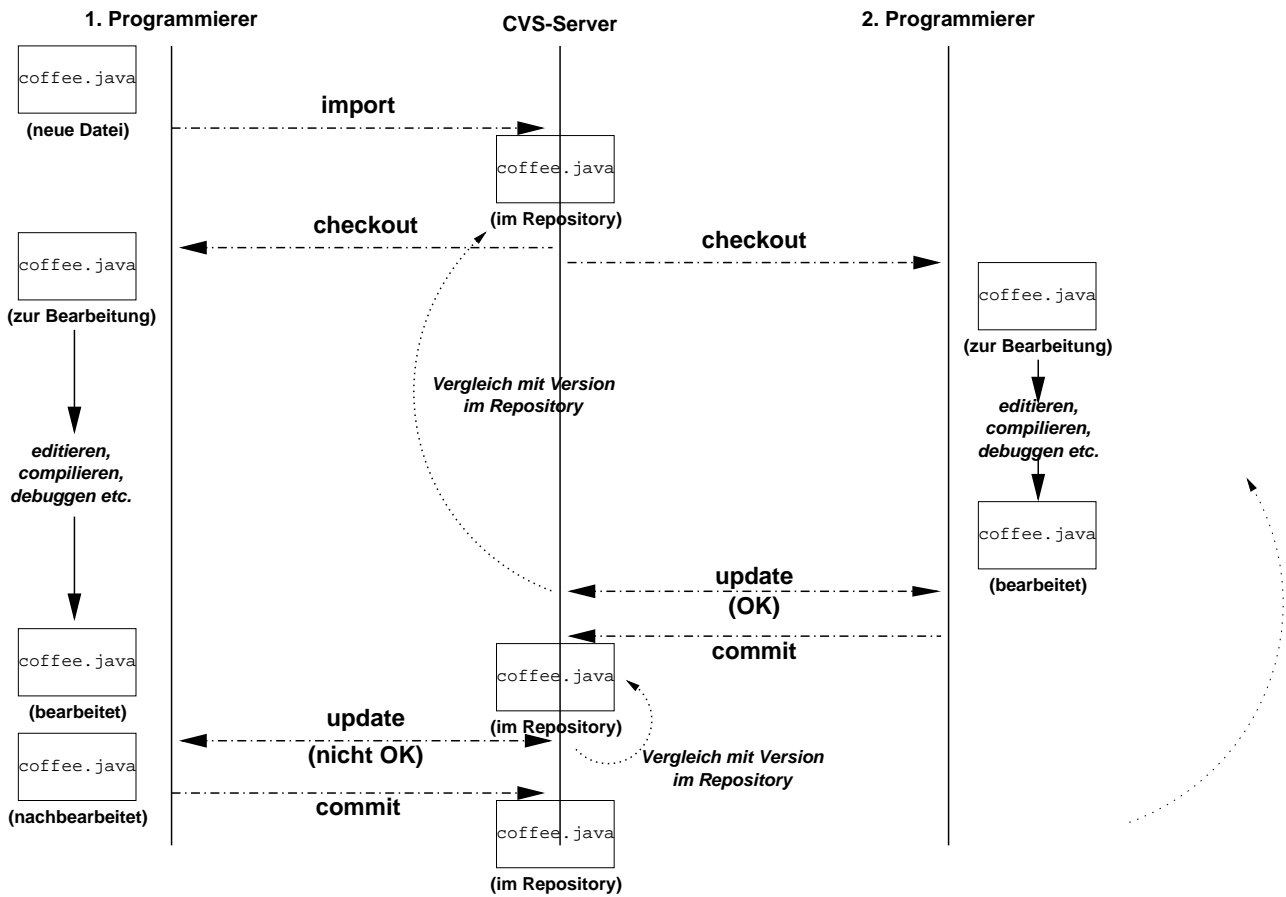 1. Programmierer
CVS-Server
2. Programmierer
coffee.java
(neue Datei)
import
coffee.java
(im Repository)
checkout
checkout
coffee.java
(zur Bearbeitung)
coffee.java
(zur Bearbeitung)
Vergleich mit Version
im Repository
editieren,
compilieren,
debuggen etc.
editieren,
compilieren,
debuggen etc.
coffee.java
(bearbeitet)
update
(OK)
commit
coffee.java
(bearbeitet)
coffee.java
(im Repository)
update
(nicht OK)
Vergleich mit Version
im Repository
coffee.java
(nachbearbeitet)
commit
coffee.java
(im Repository)